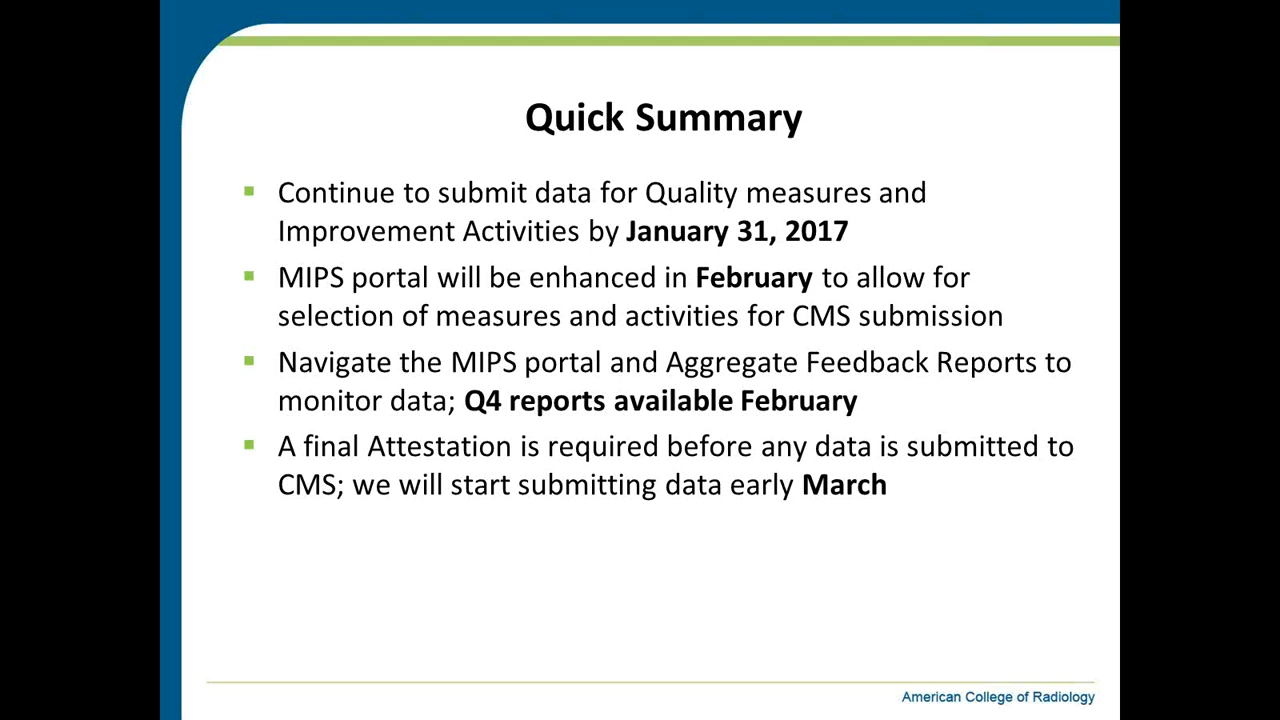 Quick Summary
Continue to submit data for Quality measures and
Improvement Activities by January 31, 2017
MIPS portal will be enhanced in February to allow for
selection of measures and activities for CMS submission
Navigate the MIPS portal and Aggregate Feedback Reports to
monitor data; Q4 reports available February
A final Attestation is required before any data is submitted to
CMS; we will start submitting data early March
American College of Radiology